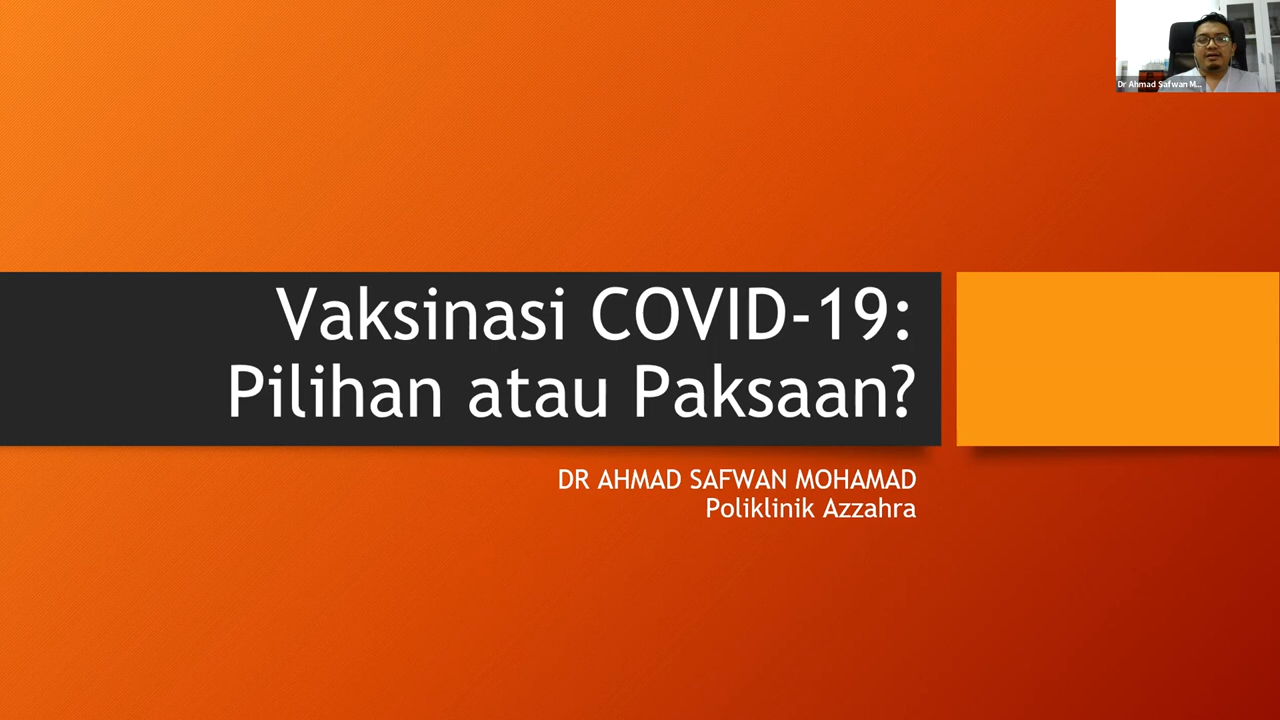 Dr Ahmad Safwan M...
Vaksinasi COVID-19:
Pilihan atau Paksaan?
DR AHMAD SAFWAN MOHAMAD
Poliklinik Azzahra